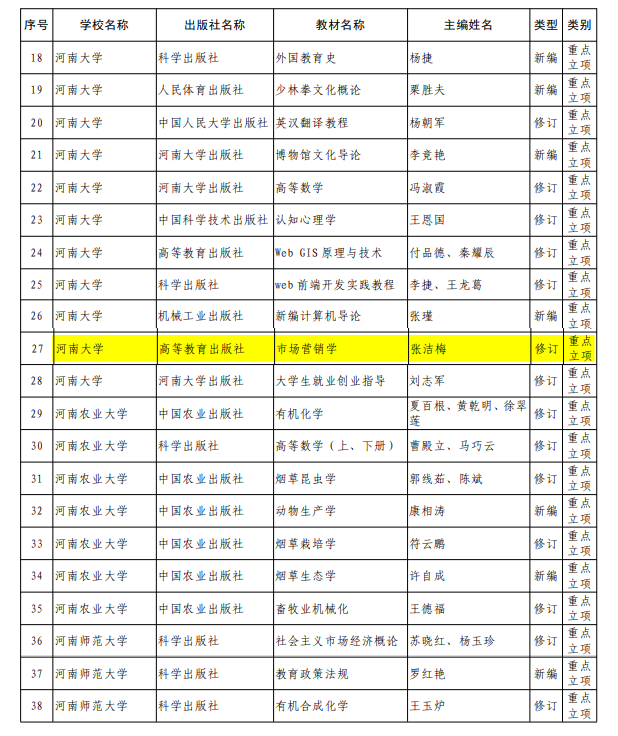 序号 学校名称 出版社名称 教材名称 主编姓名 类型 类别
18 河南大学 科学出版社 外国教育史 杨捷 新编 重点立项
19 河南大学 人民体育出版社 少林拳文化概论 栗胜夫 新编 重点立项
20 河南大学 中国人民大学出版社 英汉翻译教程 杨朝军 修订 重点立项
21 河南大学 河南大学出版社 博物馆文化导论 李竞艳 新编 重点立项
22 河南大学 河南大学出版社 高等数学 冯淑霞 修订 重点立项
23 河南大学 中国科学技术出版社 认知心理学 王恩国 修订 重点立项
24 河南大学 高等教育出版社 Web GIS原理与技术 付品德、秦耀辰 修订 重点立项
25 河南大学 科学出版社 web前端开发实践教程 李捷、王龙葛 修订 重点立项
26 河南大学 机械工业出版社 新编计算机导论 张瑾 新编 重点立项
27 河南大学 高等教育出版社 市场营销学 张洁梅 修订 重点立项
28 河南大学 河南大学出版社 大学生就业创业指导 刘志军 修订 重点立项
29 河南农业大学 中国农业出版社 有机化学 夏百根、黄乾明、徐翠莲 修订 重点立项
30 河南农业大学 科学出版社 高等数学（上、下册） 曹殿立、马巧云 修订 重点立项
31 河南农业大学 中国农业出版社 烟草昆虫学 郭线茹、陈斌 修订 重点立项
32 河南农业大学 中国农业出版社 动物生产学 康相涛 新编 重点立项
33 河南农业大学 中国农业出版社 烟草栽培学 符云鹏 修订 重点立项
34 河南农业大学 中国农业出版社 烟草生态学 许自成 新编 重点立项
35 河南农业大学 中国农业出版社 畜牧业机械化 王德福 修订 重点立项
36 河南师范大学 科学出版社 社会主义市场经济概论 苏晓红、杨玉珍 修订 重点立项
37 河南师范大学 科学出版社 教育政策法规 罗红艳 新编 重点立项
38 河南师范大学 科学出版社 有机合成化学 王玉炉 修订 重点立项